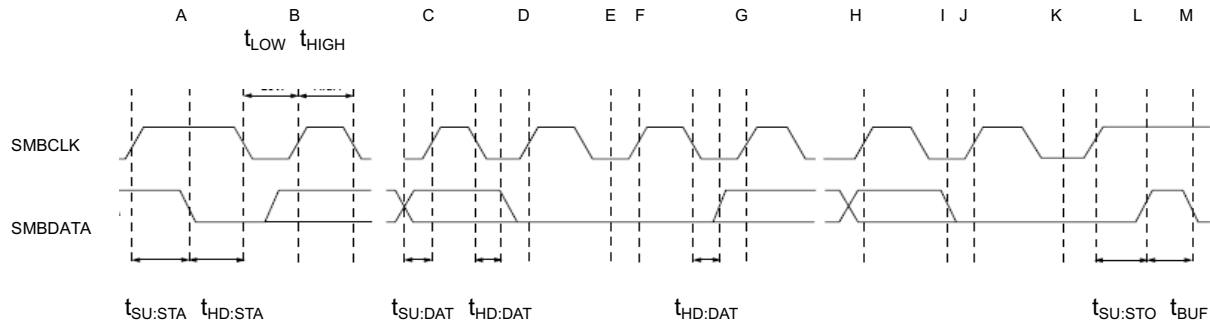 A B C D E F G H I J K L M
tLOW tHIGH
SMBCLK
SMBDATA
tSU:STA tHD:STA tSU:DAT tHD:DAT tHD:DAT tSU:STO tBUF